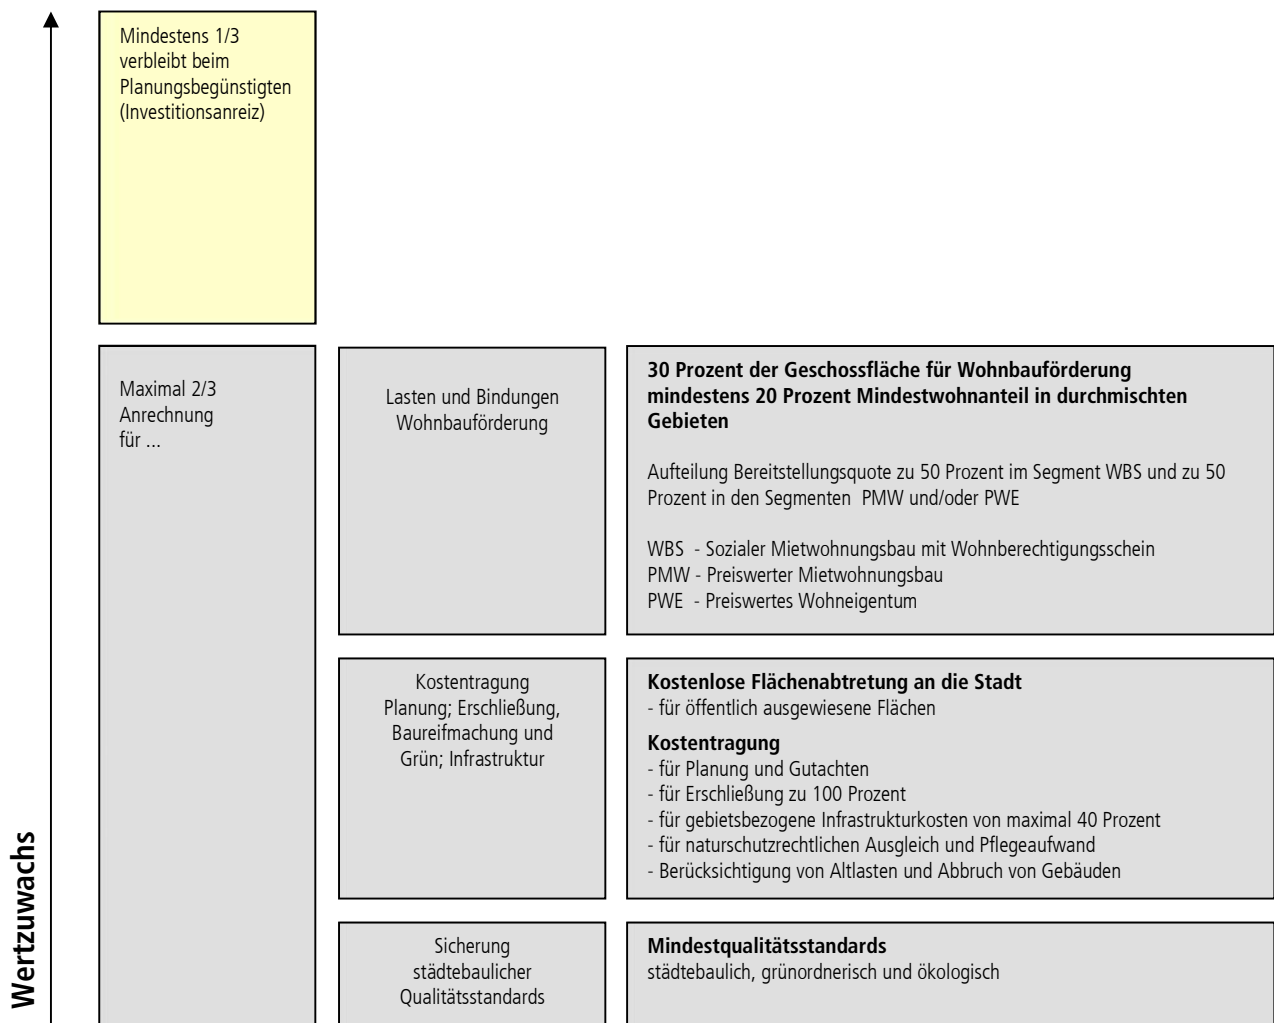 Mindestens 1/3
verbleibt beim
Planungsbegünstigten
(Investitionsanreiz)
Maximal 2/3
Anrechnung
für ...
Lasten und Bindungen
Wohnbauförderung
30 Prozent der Geschossfläche für Wohnbauförderung
mindestens 20 Prozent Mindestwohnanteil in durchmischten
Gebieten
Aufteilung Bereitstellungsquote zu 50 Prozent im Segment WBS und zu 50
Prozent in den Segmenten PMW und/oder PWE
WBS - Sozialer Mietwohnungsbau mit Wohnberechtigungsschein
PMW - Preiswerter Mietwohnungsbau
PWE - Preiswertes Wohneigentum
Kostentragung
Planung; Erschließung,
Baureifmachung und
Grün; Infrastruktur
Kostenlose Flächenabtretung an die Stadt
- für öffentlich ausgewiesene Flächen
Kostentragung
- für Planung und Gutachten
- für Erschließung zu 100 Prozent
- für gebietsbezogene Infrastrukturkosten von maximal 40 Prozent
- für naturschutzrechtlichen Ausgleich und Pflegeaufwand
- Berücksichtigung von Altlasten und Abbruch von Gebäuden
Sicherung
städtebaulicher
Qualitätsstandards
Mindestqualitätsstandards
städtebaulich, grünordnerisch und ökologisch
Wertzuwachs